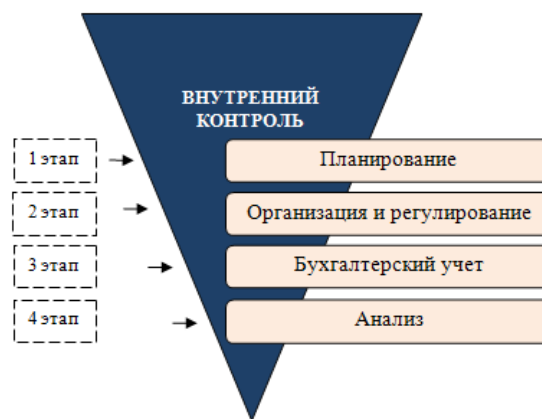 ВНУТРЕННИЙ
КОНТРОЛЬ
1 этап
Планирование
2 этап
Организация и регулирование
3 этап
Бухгалтерский учет
4 этап
Анализ